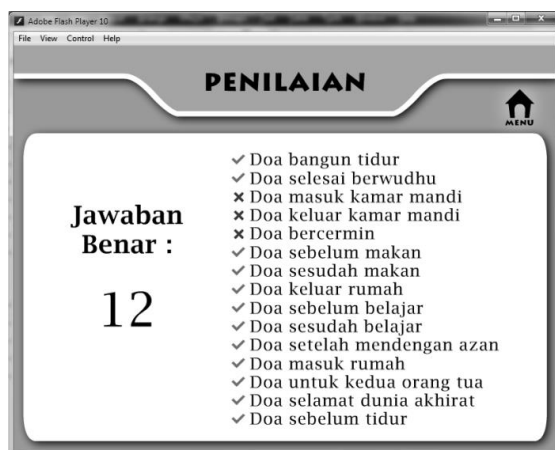 Adobe Flash Player 10
File View Control Help
PENILAIAN
MENU
Jawaban
Benar :
12
✓ Doa bangun tidur
✓ Doa selesai berwudhu
✗ Doa masuk kamar mandi
✗ Doa keluar kamar mandi
✗ Doa bercermin
✓ Doa sebelum makan
✓ Doa sesudah makan
✓ Doa keluar rumah
✓ Doa sebelum belajar
✓ Doa sesudah belajar
✓ Doa setelah mendengan azan
✓ Doa masuk rumah
✓ Doa untuk kedua orang tua
✓ Doa selamat dunia akhirat
✓ Doa sebelum tidur